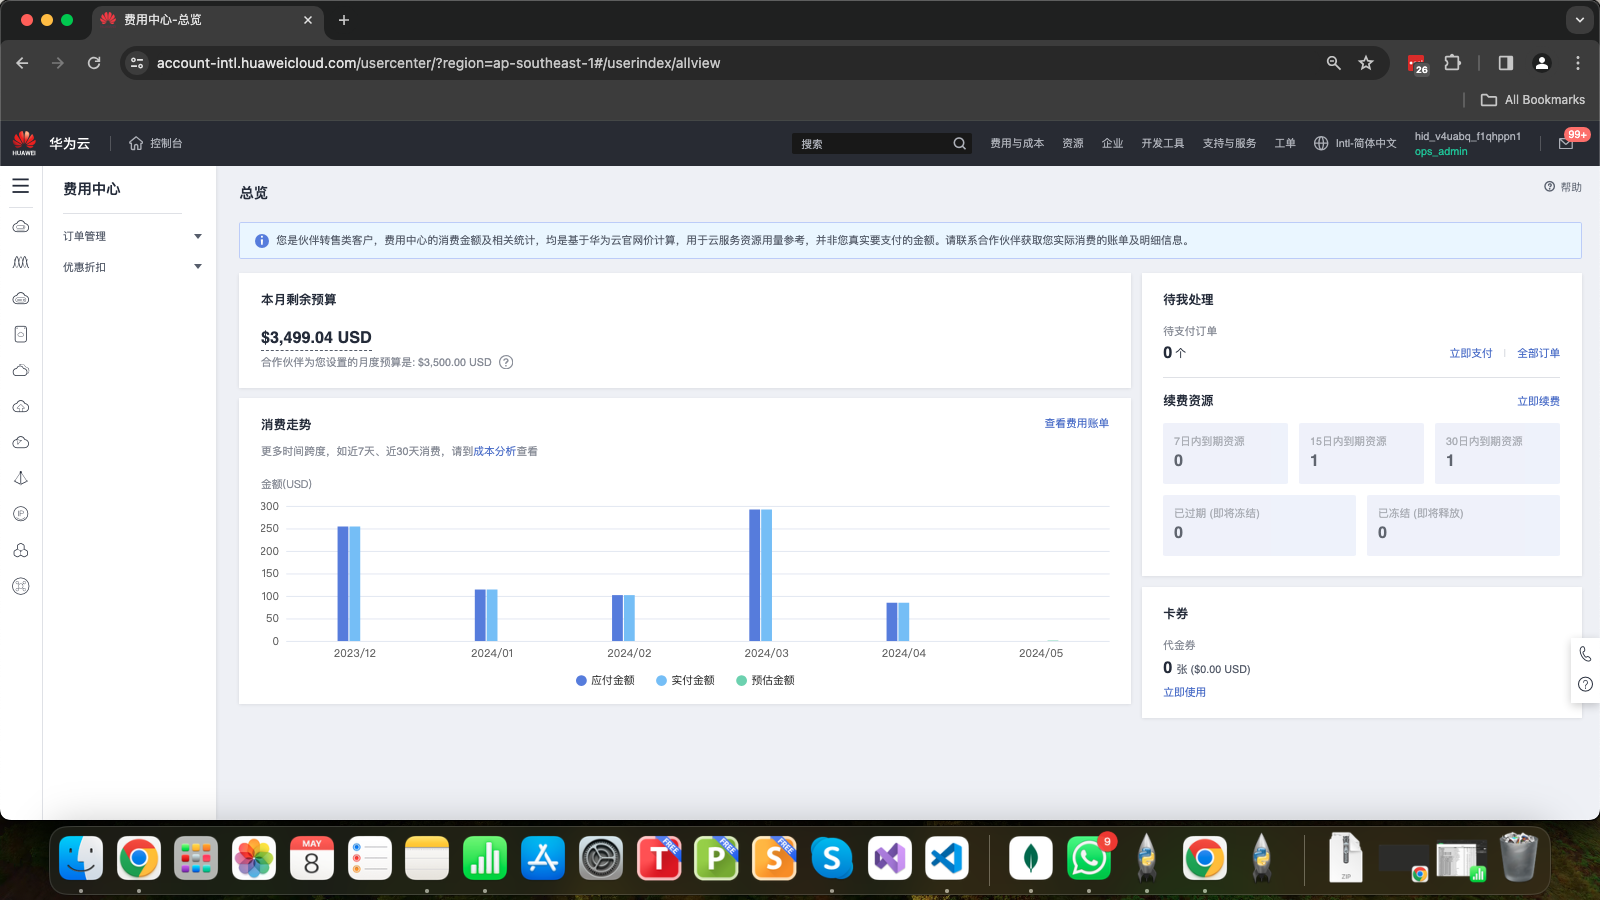 费用中心-总览
account-intl.huaweicloud.com/usercenter/?region=ap-southeast-1#/userindex/allview
26
All Bookmarks
HUAWEI
华为云
控制台
搜索
费用与成本
资源
企业
开发工具
支持与服务
工单
Intl-简体中文
hid_v4uabq_f1qhppn1
ops_admin
99+
费用中心
订单管理
优惠折扣
总览
帮助
您是伙伴转售类客户，费用中心的消费金额及相关统计，均是基于华为云官网价计算，用于云服务资源用量参考，并非您真实要支付的金额。请联系合作伙伴获取您实际消费的账单及明细信息。
本月剩余预算
$3,499.04 USD
合作伙伴为您设置的月度预算是: $3,500.00 USD
消费走势
查看费用账单
更多时间跨度，如近7天、近30天消费，请到成本分析查看
金额(USD)
300
250
200
150
100
50
0
2023/12
2024/01
2024/02
2024/03
2024/04
2024/05
应付金额
实付金额
预估金额
待我处理
待支付订单
0 个
立即支付
全部订单
续费资源
立即续费
7日内到期资源
0
15日内到期资源
1
30日内到期资源
1
已过期 (即将冻结)
0
已冻结 (即将释放)
0
卡券
代金券
0 张 ($0.00 USD)
立即使用
IP
MAY
8
T
FREE
P
FREE
S
FREE
S
9
ZIP